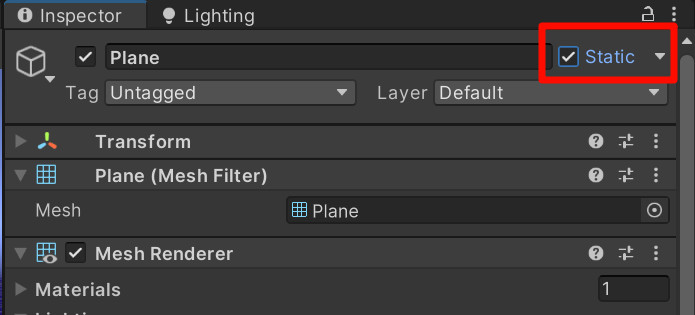 Inspector Lighting
Plane Static
Tag Untagged Layer Default
Transform
Plane (Mesh Filter)
Mesh Plane
Mesh Renderer
Materials 1